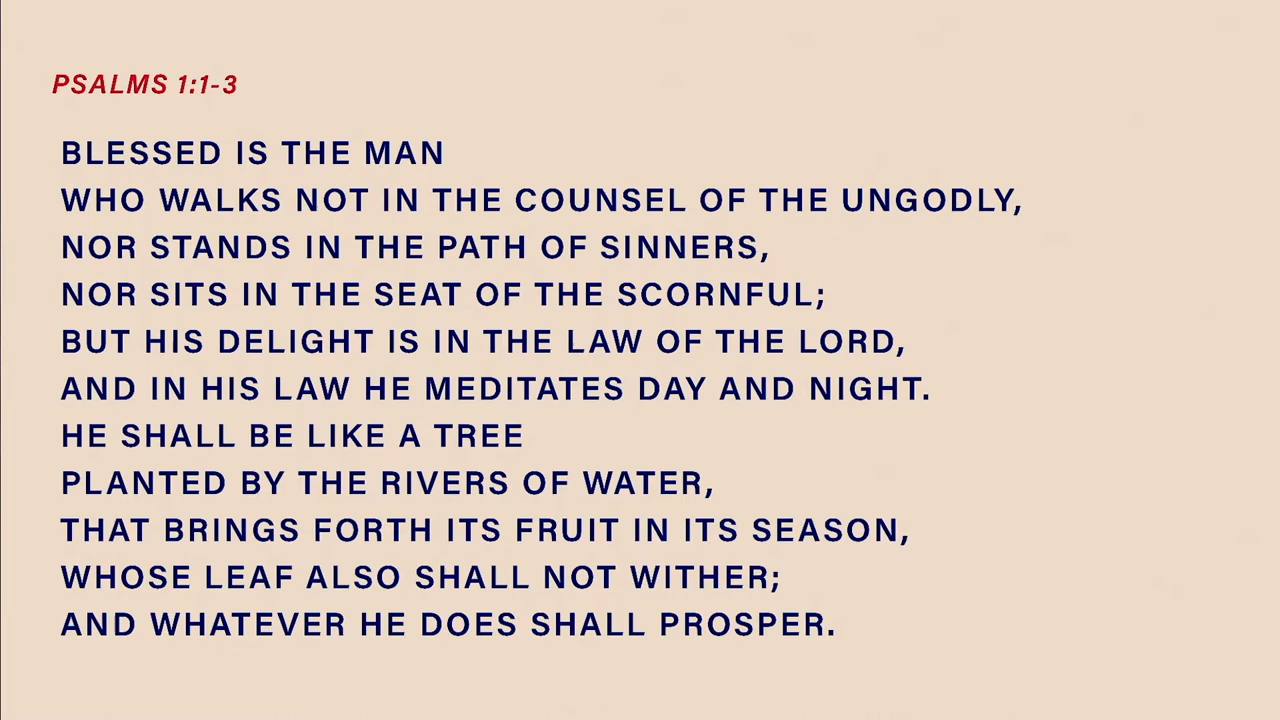 PSALMS 1:1-3
BLESSED IS THE MAN
WHO WALKS NOT IN THE COUNSEL OF THE UNGODLY,
NOR STANDS IN THE PATH OF SINNERS,
NOR SITS IN THE SEAT OF THE SCORNFUL;
BUT HIS DELIGHT IS IN THE LAW OF THE LORD,
AND IN HIS LAW HE MEDITATES DAY AND NIGHT.
HE SHALL BE LIKE A TREE
PLANTED BY THE RIVERS OF WATER,
THAT BRINGS FORTH ITS FRUIT IN ITS SEASON,
WHOSE LEAF ALSO SHALL NOT WITHER;
AND WHATEVER HE DOES SHALL PROSPER.